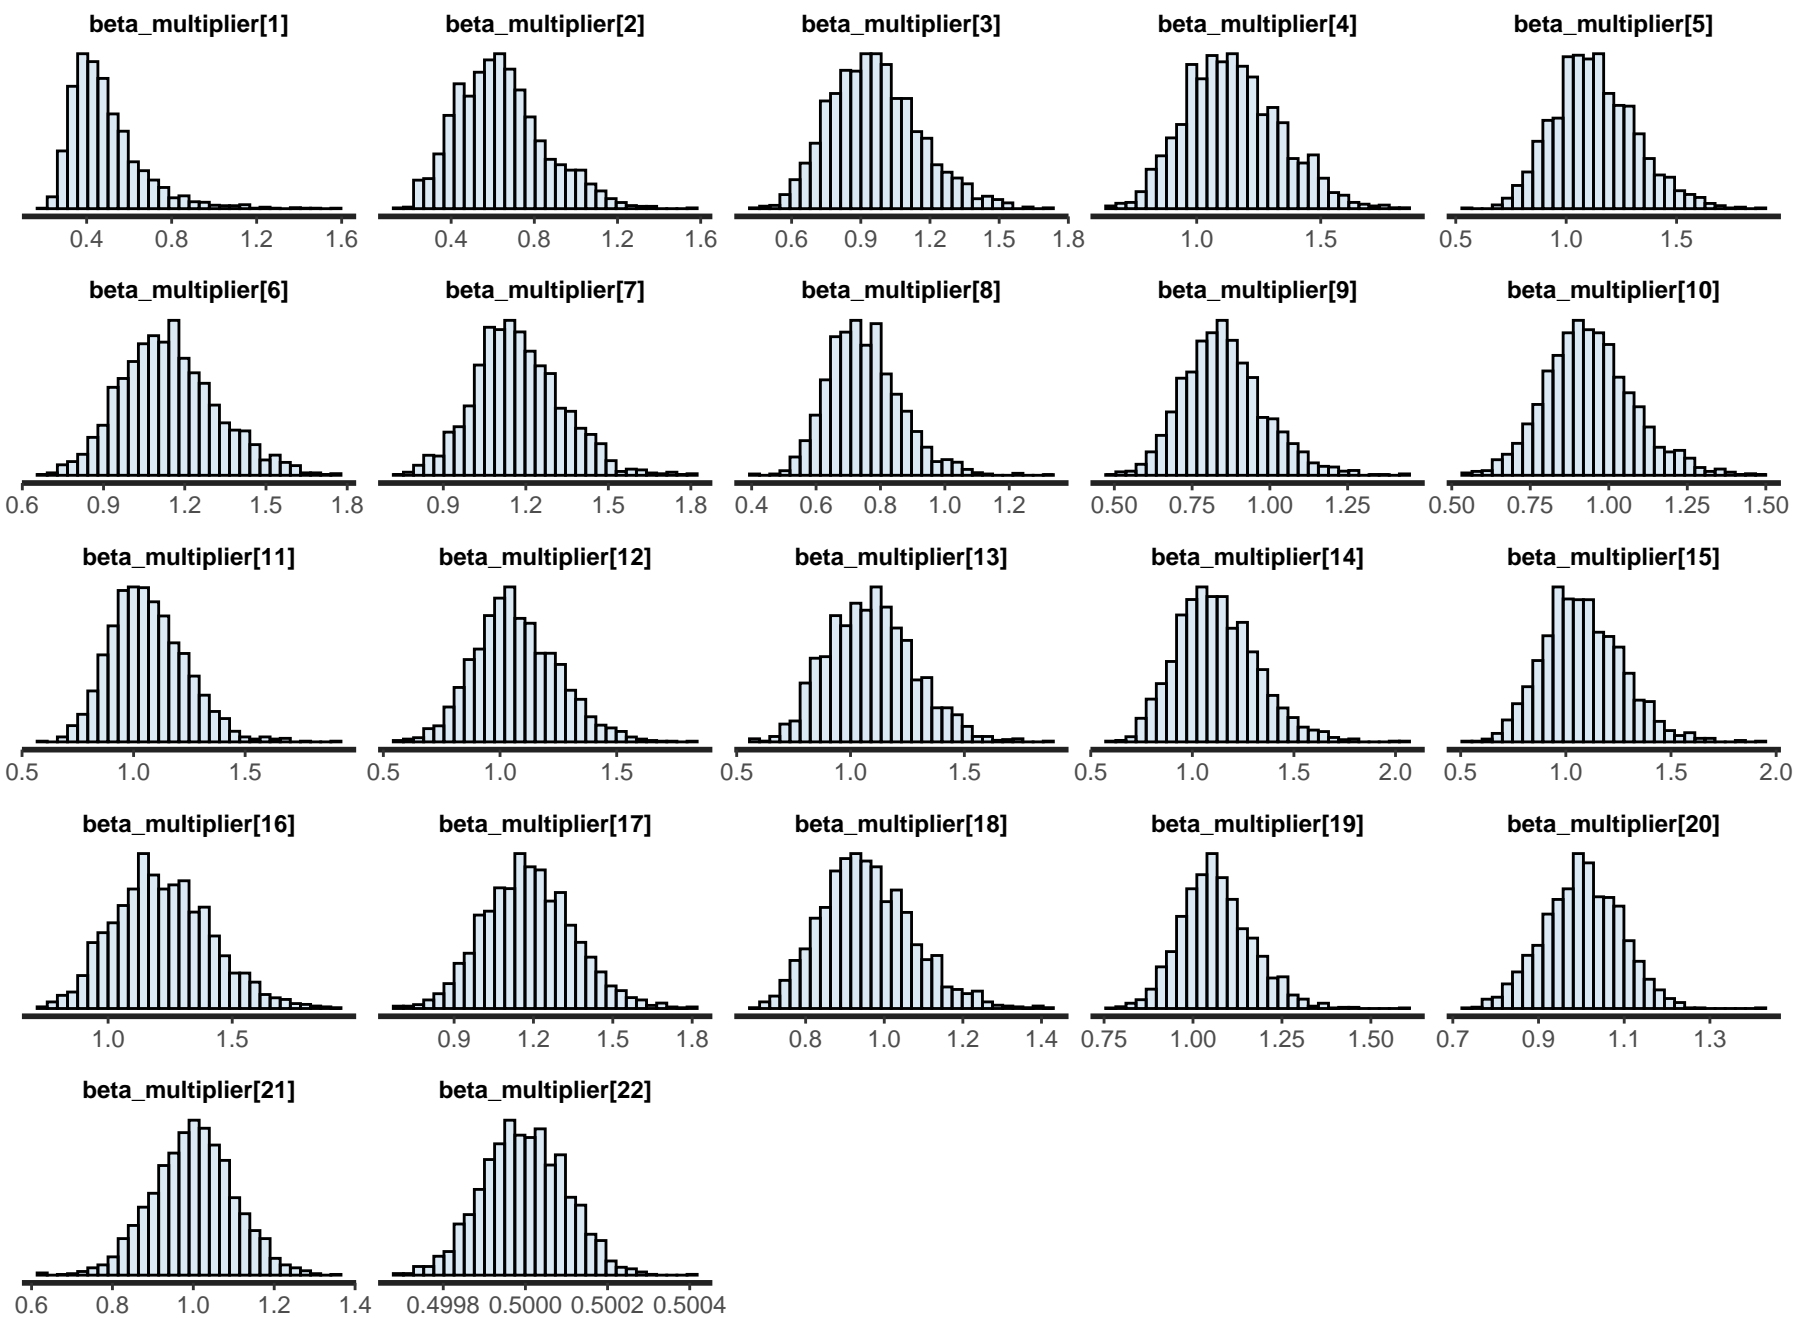 beta_multiplier[1] beta_multiplier[2] beta_multiplier[3] beta_multiplier[4] beta_multiplier[5]
0.4 0.8 1.2 1.6 0.4 0.8 1.2 1.6 0.6 0.9 1.2 1.5 1.8 1.0 1.5 0.5 1.0 1.5
beta_multiplier[6] beta_multiplier[7] beta_multiplier[8] beta_multiplier[9] beta_multiplier[10]
0.6 0.9 1.2 1.5 1.8 0.9 1.2 1.5 1.8 0.4 0.6 0.8 1.0 1.2 0.50 0.75 1.00 1.25 0.50 0.75 1.00 1.25 1.50
beta_multiplier[11] beta_multiplier[12] beta_multiplier[13] beta_multiplier[14] beta_multiplier[15]
0.5 1.0 1.5 0.5 1.0 1.5 0.5 1.0 1.5 0.5 1.0 1.5 2.0 0.5 1.0 1.5 2.0
beta_multiplier[16] beta_multiplier[17] beta_multiplier[18] beta_multiplier[19] beta_multiplier[20]
1.0 1.5 0.9 1.2 1.5 1.8 0.8 1.0 1.2 1.4 0.75 1.00 1.25 1.50 0.7 0.9 1.1 1.3
beta_multiplier[21] beta_multiplier[22]
0.6 0.8 1.0 1.2 1.4 0.4998 0.5000 0.5002 0.5004